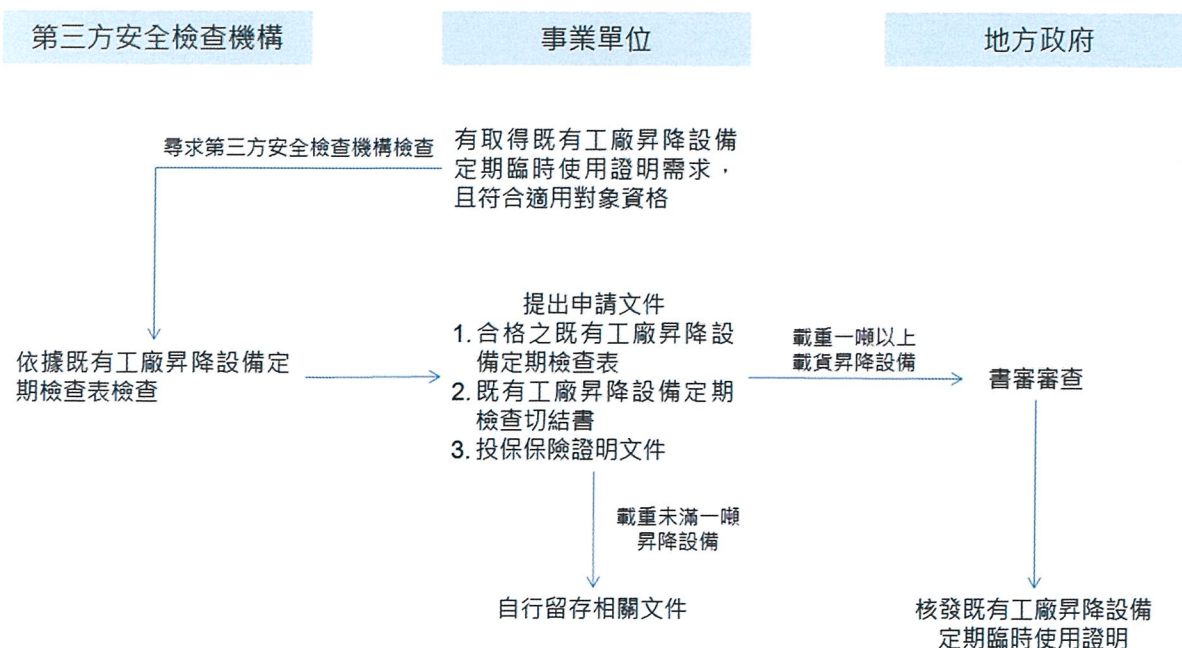 第三方安全檢查機構
事業單位
地方政府
尋求第三方安全檢查機構檢查
有取得既有工廠昇降設備
定期臨時使用證明需求，
且符合適用對象資格
依據既有工廠昇降設備定
期檢查表檢查
提出申請文件
1. 合格之既有工廠昇降設
備定期檢查表
2. 既有工廠昇降設備定期
檢查切結書
3. 投保保險證明文件
載重一噸以上
載貨昇降設備
書審審查
載重未滿一噸
昇降設備
自行留存相關文件
核發既有工廠昇降設備
定期臨時使用證明